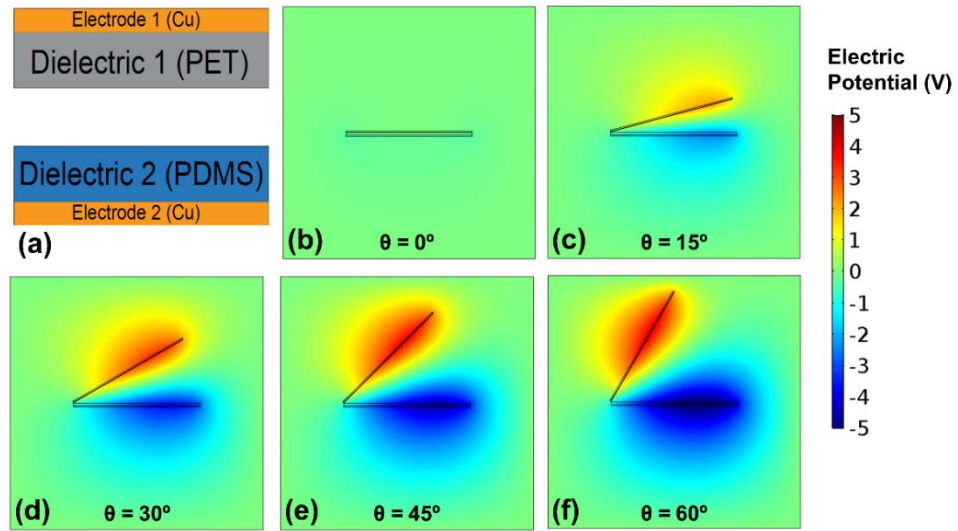 Electrode 1 (Cu)
Dielectric 1 (PET)
Dielectric 2 (PDMS)
Electrode 2 (Cu)
(a)
(b)
θ = 0º
(c)
θ = 15º
Electric
Potential (V)
5
4
3
2
1
0
-1
-2
-3
-4
-5
(d)
θ = 30º
(e)
θ = 45º
(f)
θ = 60º